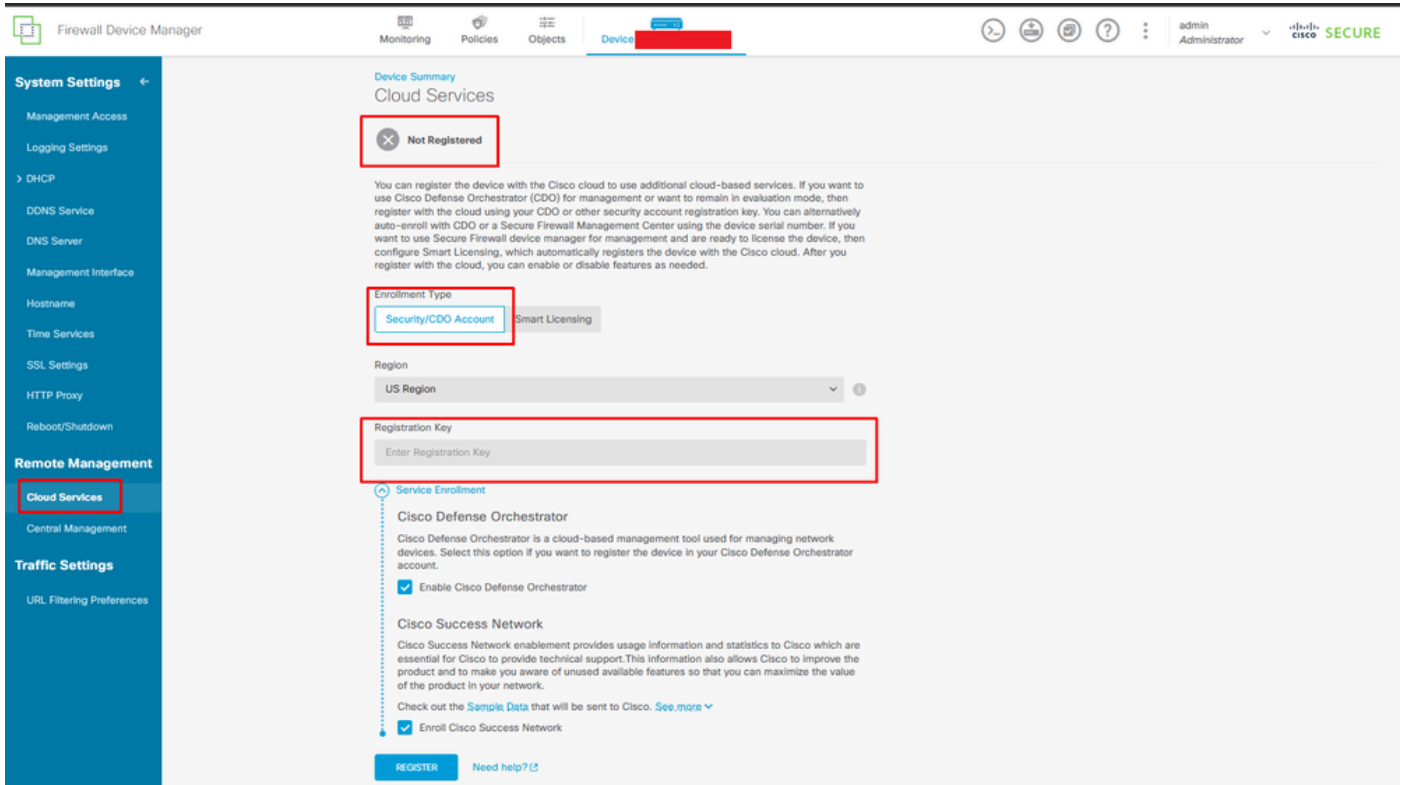 Firewall Device Manager
Monitoring
Policies
Objects
Device
admin
Administrator
cisco SECURE
System Settings
Management Access
Logging Settings
DHCP
DDNS Service
DNS Server
Management Interface
Hostname
Time Services
SSL Settings
HTTP Proxy
Reboot/Shutdown
Remote Management
Cloud Services
Central Management
Traffic Settings
URL Filtering Preferences
Device Summary
Cloud Services
Not Registered
You can register the device with the Cisco cloud to use additional cloud-based services. If you want to
use Cisco Defense Orchestrator (CDO) for management or want to remain in evaluation mode, then
register with the cloud using your CDO or other security account registration key. You can alternatively
auto-enroll with CDO or a Secure Firewall Management Center using the device serial number. If you
want to use Secure Firewall device manager for management and are ready to license the device, then
configure Smart Licensing, which automatically registers the device with the Cisco cloud. After you
register with the cloud, you can enable or disable features as needed.
Enrollment Type
Security/CDO Account
Smart Licensing
Region
US Region
Registration Key
Enter Registration Key
Service Enrollment
Cisco Defense Orchestrator
Cisco Defense Orchestrator is a cloud-based management tool used for managing network
devices. Select this option if you want to register the device in your Cisco Defense Orchestrator
account.
Enable Cisco Defense Orchestrator
Cisco Success Network
Cisco Success Network enablement provides usage information and statistics to Cisco which are
essential for Cisco to provide technical support.This information also allows Cisco to improve the
product and to make you aware of unused available features so that you can maximize the value
of the product in your network.
Check out the Sample Data that will be sent to Cisco. See more
Enroll Cisco Success Network
REGISTER
Need help?